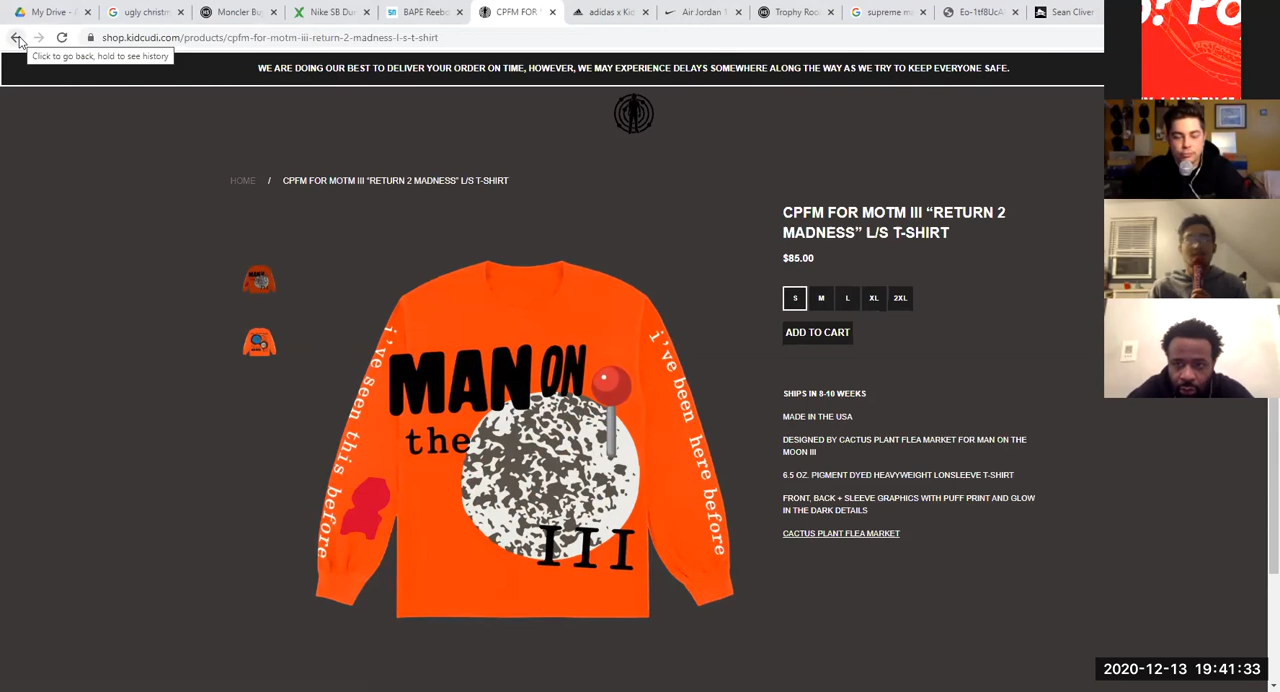 My Drive -
ugly christm
Moncler Bu
Nike SB Dun
BAPE Reebo
CPFM FOR
adidas x Kid
Air Jordan 1
Trophy Roo
supreme m
Eo-1tf8UcA
Sean Cliver
shop.kidcudi.com/products/cpfm-for-motm-iii-return-2-madness-l-s-t-shirt
Click to go back, hold to see history
WE ARE DOING OUR BEST TO DELIVER YOUR ORDER ON TIME, HOWEVER, WE MAY EXPERIENCE DELAYS SOMEWHERE ALONG THE WAY AS WE TRY TO KEEP EVERYONE SAFE.
HOME / CPFM FOR MOTM III “RETURN 2 MADNESS” L/S T-SHIRT
CPFM FOR MOTM III “RETURN 2
MADNESS” L/S T-SHIRT
$85.00
S M L XL 2XL
ADD TO CART
SHIPS IN 8-10 WEEKS
MADE IN THE USA
DESIGNED BY CACTUS PLANT FLEA MARKET FOR MAN ON THE
MOON III
6.5 OZ. PIGMENT DYED HEAVYWEIGHT LONSLEEVE T-SHIRT
FRONT, BACK + SLEEVE GRAPHICS WITH PUFF PRINT AND GLOW
IN THE DARK DETAILS
CACTUS PLANT FLEA MARKET
i've seen this before
MAN ON
the
III
i've been here before
2020-12-13 19:41:33